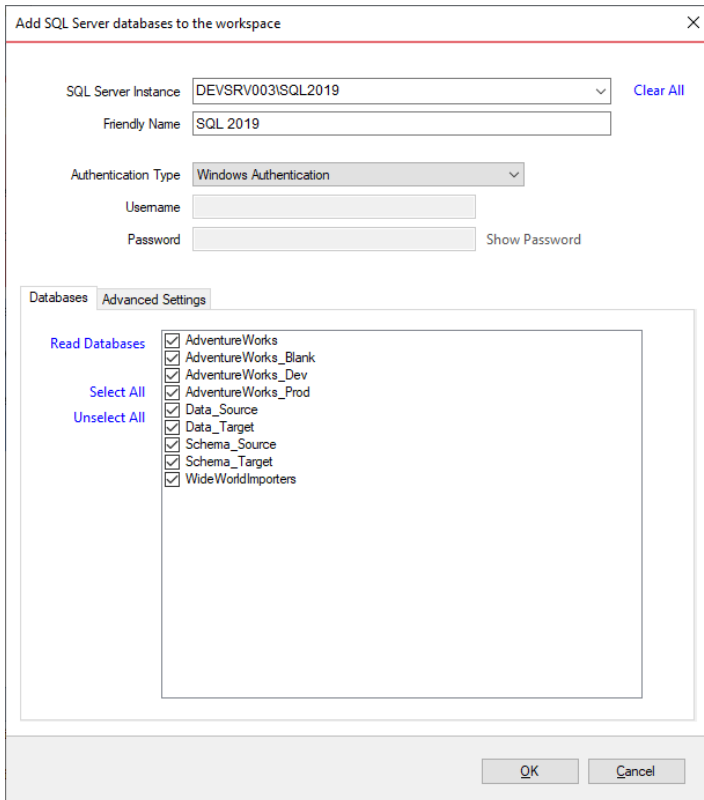 Add SQL Server databases to the workspace
SQL Server Instance DEVSRV003\SQL2019 Clear All
Friendly Name SQL 2019
Authentication Type Windows Authentication
Username
Password Show Password
Databases Advanced Settings
Read Databases
Select All
Unselect All
AdventureWorks
AdventureWorks_Blank
AdventureWorks_Dev
AdventureWorks_Prod
Data_Source
Data_Target
Schema_Source
Schema_Target
WideWorldImporters
OK Cancel